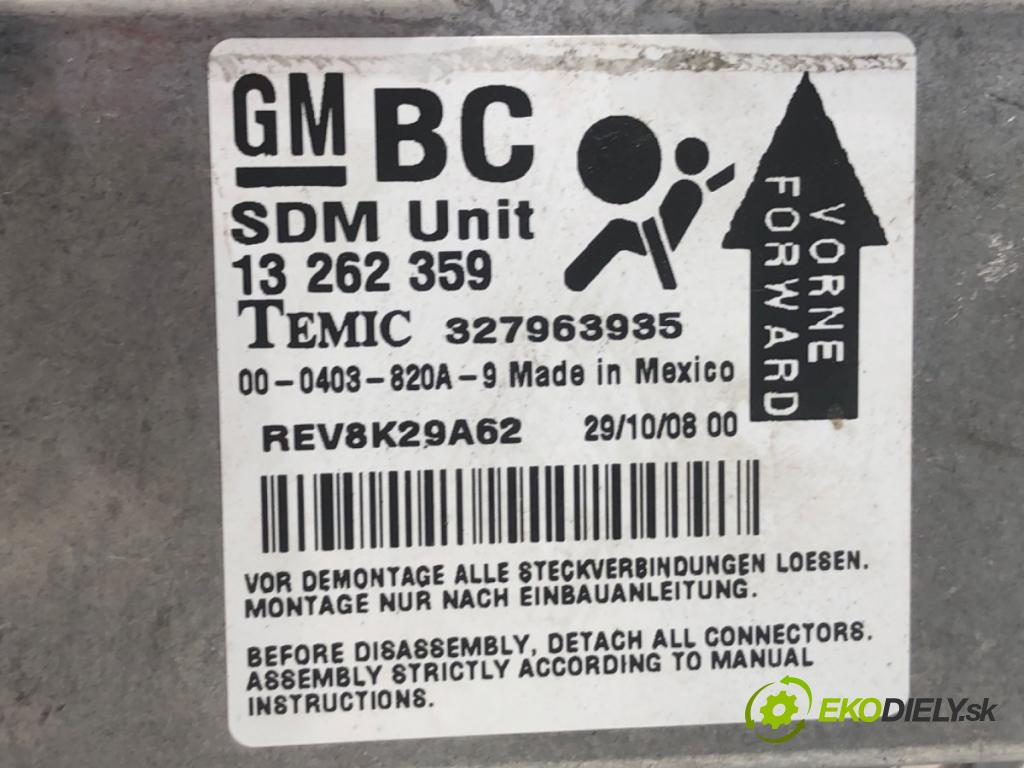 GM BC
SDM Unit
13 262 359
TEMIC 327963935
00-0403-820A-9 Made in Mexico
REV8K29A62 29/10/08 00
VORNE
FORWARD
VOR DEMONTAGE ALLE STECKVERBINDUNGEN LOESEN.
MONTAGE NUR NACH EINBAUANLEITUNG.
BEFORE DISASSEMBLY, DETACH ALL CONNECTORS.
ASSEMBLY STRICTLY ACCORDING TO MANUAL
INSTRUCTIONS.
EKODIELY.sk